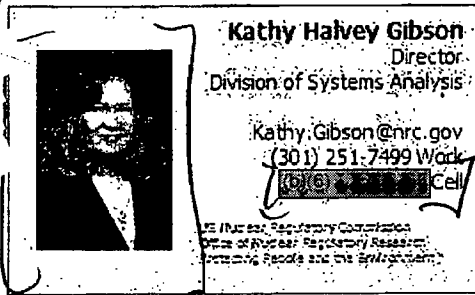 Kathy Halvey Gibson
Director
Division of Systems Analysis
Kathy.Gibson@nrc.gov
(301) 251-7499 Work
(b)(6) Cell
US Nuclear Regulatory Commission
Office of Nuclear Regulatory Research
Protecting People and the Environment